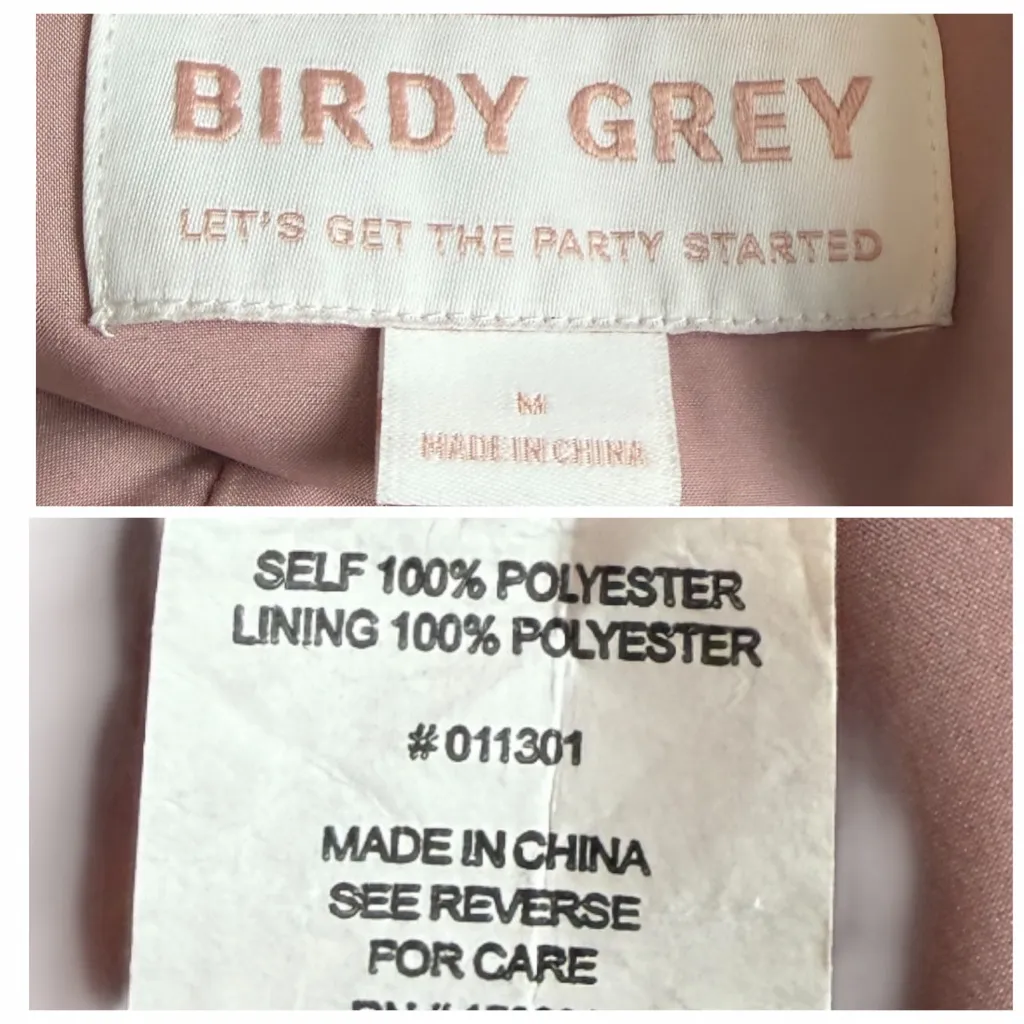 BIRDY GREY
LET'S GET THE PARTY STARTED
M
MADE IN CHINA
SELF 100% POLYESTER
LINING 100% POLYESTER
#011301
MADE IN CHINA
SEE REVERSE
FOR CARE